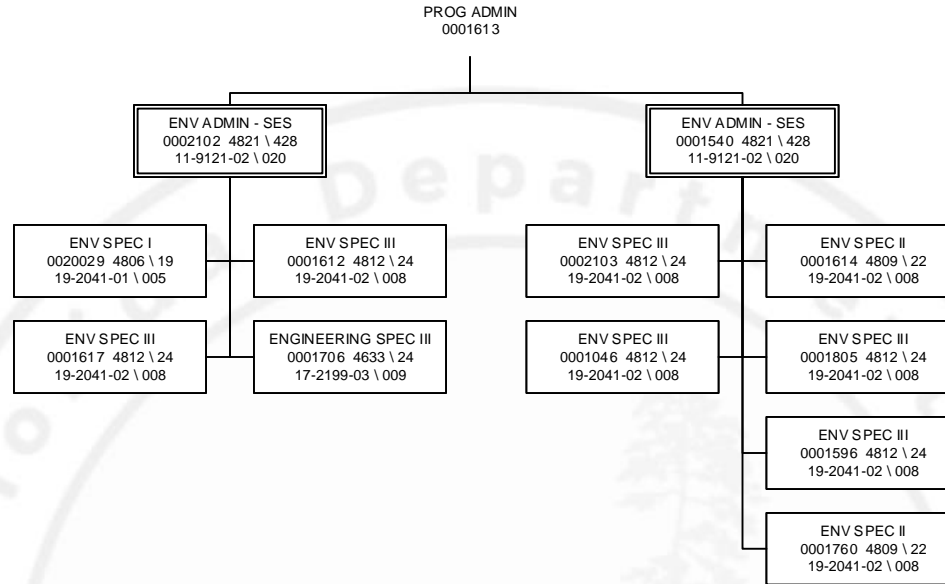 PROG ADMIN
0001613
ENV ADMIN - SES
0002102 4821 \ 428
11-9121-02 \ 020
ENV ADMIN - SES
0001540 4821 \ 428
11-9121-02 \ 020
ENV SPEC I
0020029 4806 \ 19
19-2041-01 \ 005
ENV SPEC III
0001612 4812 \ 24
19-2041-02 \ 008
ENV SPEC III
0002103 4812 \ 24
19-2041-02 \ 008
ENV SPEC II
0001614 4809 \ 22
19-2041-02 \ 008
ENV SPEC III
0001617 4812 \ 24
19-2041-02 \ 008
ENGINEERING SPEC III
0001706 4633 \ 24
17-2199-03 \ 009
ENV SPEC III
0001046 4812 \ 24
19-2041-02 \ 008
ENV SPEC III
0001805 4812 \ 24
19-2041-02 \ 008
ENV SPEC III
0001596 4812 \ 24
19-2041-02 \ 008
ENV SPEC II
0001760 4809 \ 22
19-2041-02 \ 008